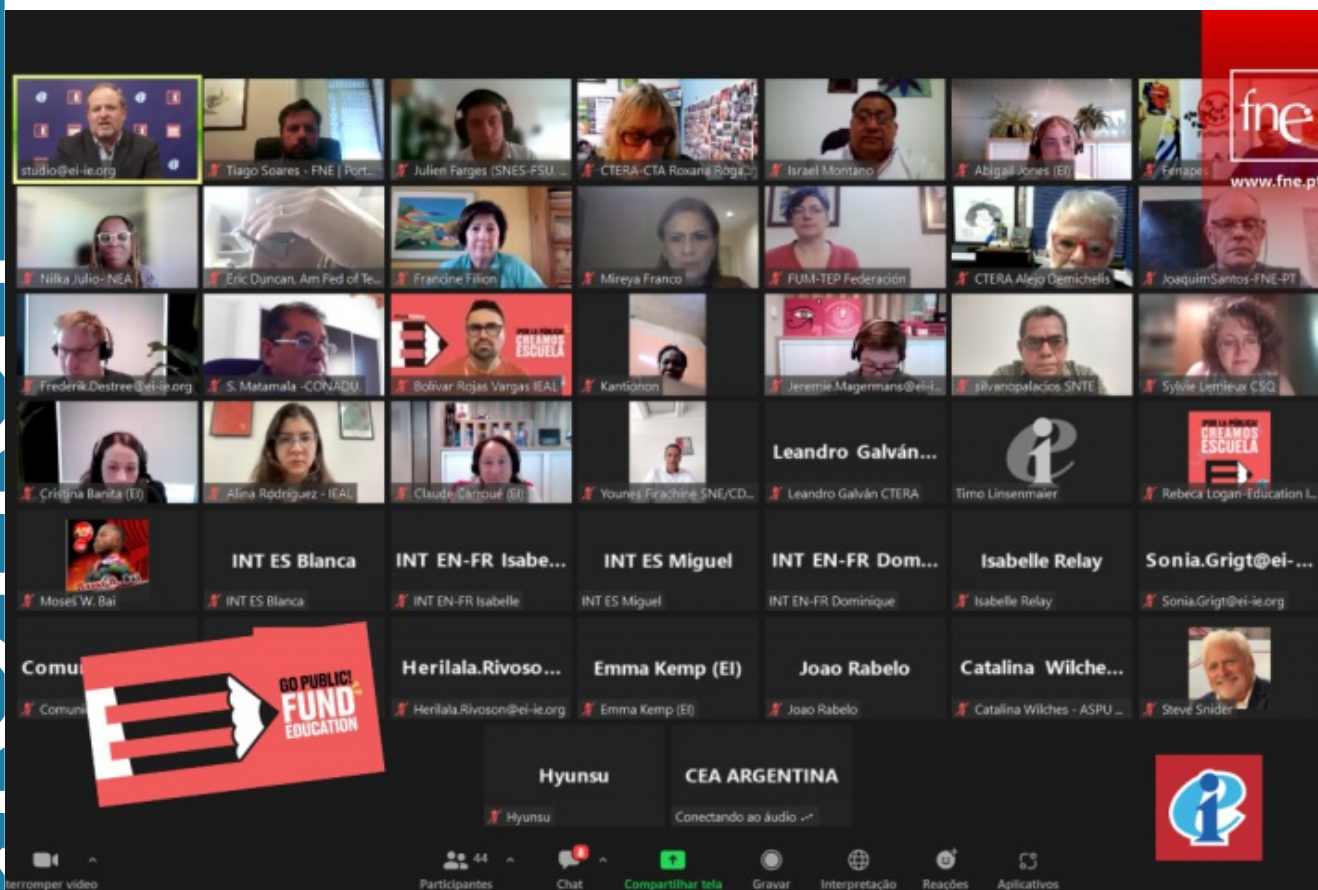 fne
www.fne.pt
studio@ei-ie.org
Tiago Soares - FNE | Port...
Julien Farges (SNES-FSU, ...
CTERA-CTA Roxana Roga...
Israel Montano
Abigail Jones (EI)
Fenapes
Nilka Julio- NEA
Eric Duncan, Am Fed of Te...
Francine Filion
Mireya Franco
FUM-TEP Federación
CTERA Alejo Demichelis
JoaquimSantos-FNE-PT
¡POR LA PÚBLICA!
CREAMOS
ESCUELA
Frederik.Destree@ei-ie.org
S. Matamala -CONADU
Bolívar Rojas Vargas IEAL
Kantionon
Jeremie.Magermans@ei-i...
silvanopalacios SNTE
Sylvie Lemieux CSQ
Leandro Galván...
¡POR LA PÚBLICA!
CREAMOS
ESCUELA
Cristina Banita (EI)
Alina Rodríguez - IEAL
Claude Carroué (EI)
Younes Firachine SNE/CD...
Leandro Galván CTERA
Timo Linsenmaier
Rebeca Logan-Education I...
INT ES Blanca
INT EN-FR Isabe...
INT ES Miguel
INT EN-FR Dom...
Isabelle Relay
Sonia.Grigt@ei-...
Moses W. Bai
INT ES Blanca
INT EN-FR Isabelle
INT ES Miguel
INT EN-FR Dominique
Isabelle Relay
Sonia.Grigt@ei-ie.org
Comu
Herilala.Rivoso...
Emma Kemp (EI)
Joao Rabelo
Catalina Wilche...
GO PUBLIC!
FUND
EDUCATION
Comuni
Herilala.Rivoson@ei-ie.org
Emma Kemp (EI)
Joao Rabelo
Catalina Wilches - ASPU ...
Steve Snider
Hyunsu
CEA ARGENTINA
Hyunsu
Conectando ao áudio
44
8
terromper vídeo
Participantes
Chat
Compartilhar tela
Gravar
Interpretação
Reações
Aplicativos